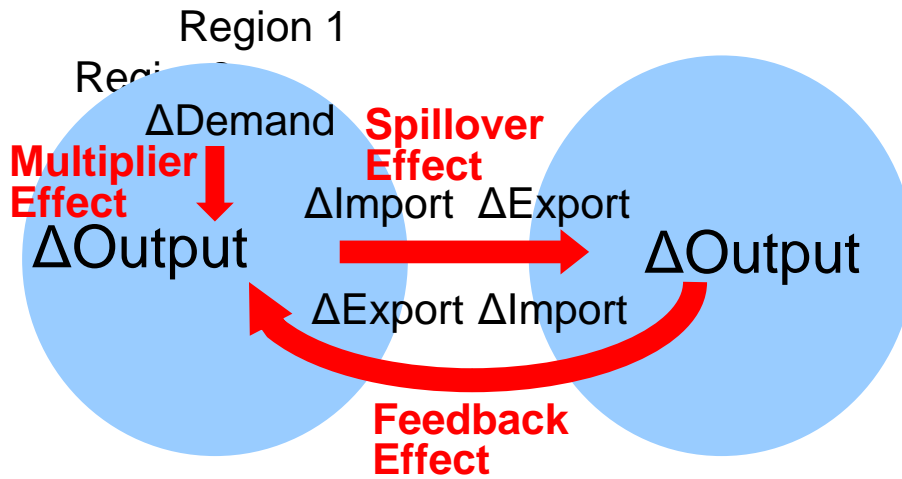 Region 1
ΔDemand
Spillover
Effect
Multiplier
Effect
ΔImport ΔExport
ΔOutput
ΔOutput
ΔExport ΔImport
Feedback
Effect